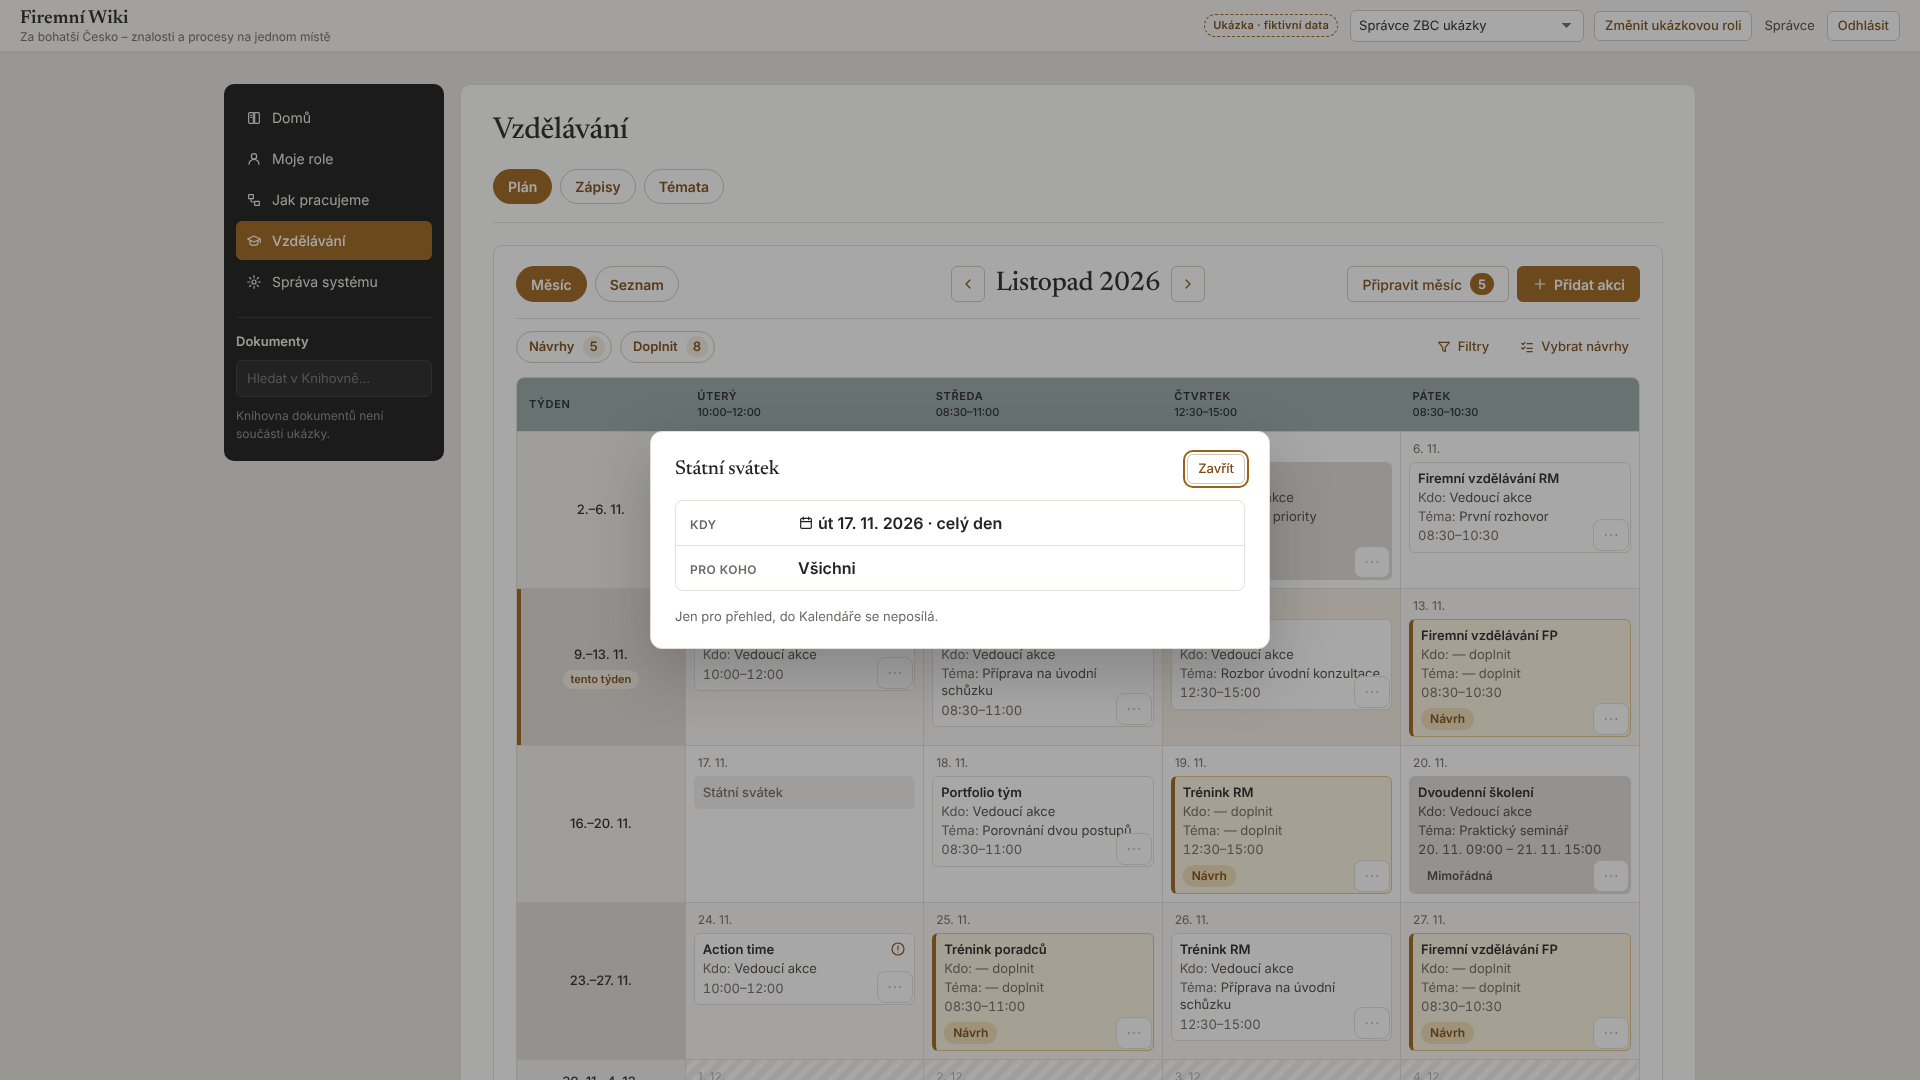 Firemní Wiki
Za bohatší Česko – znalosti a procesy na jednom místě
Ukázka · fiktivní data
Správce ZBC ukázky
Změnit ukázkovou roli
Správce
Odhlásit
Domů
Moje role
Jak pracujeme
Vzdělávání
Správa systému
Dokumenty
Hledat v Knihovně...
Knihovna dokumentů není
součástí ukázky.
Vzdělávání
Plán
Zápisy
Témata
Měsíc
Seznam
Listopad 2026
Připravit měsíc 5
+ Přidat akci
Návrhy 5
Doplnit 8
Filtry
Vybrat návrhy
TÝDEN
ÚTERÝ
10:00–12:00
STŘEDA
08:30–11:00
ČTVRTEK
12:30–15:00
PÁTEK
08:30–10:30
2.–6. 11.
akce
priority
6. 11.
Firemní vzdělávání RM
Kdo: Vedoucí akce
Téma: První rozhovor
08:30–10:30
Státní svátek
Zavřít
KDY
út 17. 11. 2026 · celý den
PRO KOHO
Všichni
Jen pro přehled, do Kalendáře se neposílá.
9.–13. 11.
tento týden
Kdo: Vedoucí akce
10:00–12:00
Kdo: Vedoucí akce
Téma: Příprava na úvodní
schůzku
08:30–11:00
Kdo: Vedoucí akce
Téma: Rozbor úvodní konzultace
12:30–15:00
13. 11.
Firemní vzdělávání FP
Kdo: — doplnit
Téma: — doplnit
08:30–10:30
Návrh
16.–20. 11.
17. 11.
Státní svátek
18. 11.
Portfolio tým
Kdo: Vedoucí akce
Téma: Porovnání dvou postupů
08:30–11:00
19. 11.
Trénink RM
Kdo: — doplnit
Téma: — doplnit
12:30–15:00
Návrh
20. 11.
Dvoudenní školení
Kdo: Vedoucí akce
Téma: Praktický seminář
20. 11. 09:00 – 21. 11. 15:00
Mimořádná
23.–27. 11.
24. 11.
Action time
Kdo: Vedoucí akce
10:00–12:00
25. 11.
Trénink poradců
Kdo: — doplnit
Téma: — doplnit
08:30–11:00
Návrh
26. 11.
Trénink RM
Kdo: Vedoucí akce
Téma: Příprava na úvodní
schůzku
12:30–15:00
27. 11.
Firemní vzdělávání FP
Kdo: — doplnit
Téma: — doplnit
08:30–10:30
Návrh
30. 11.–4. 12.
1. 12.
2. 12.
3. 12.
4. 12.